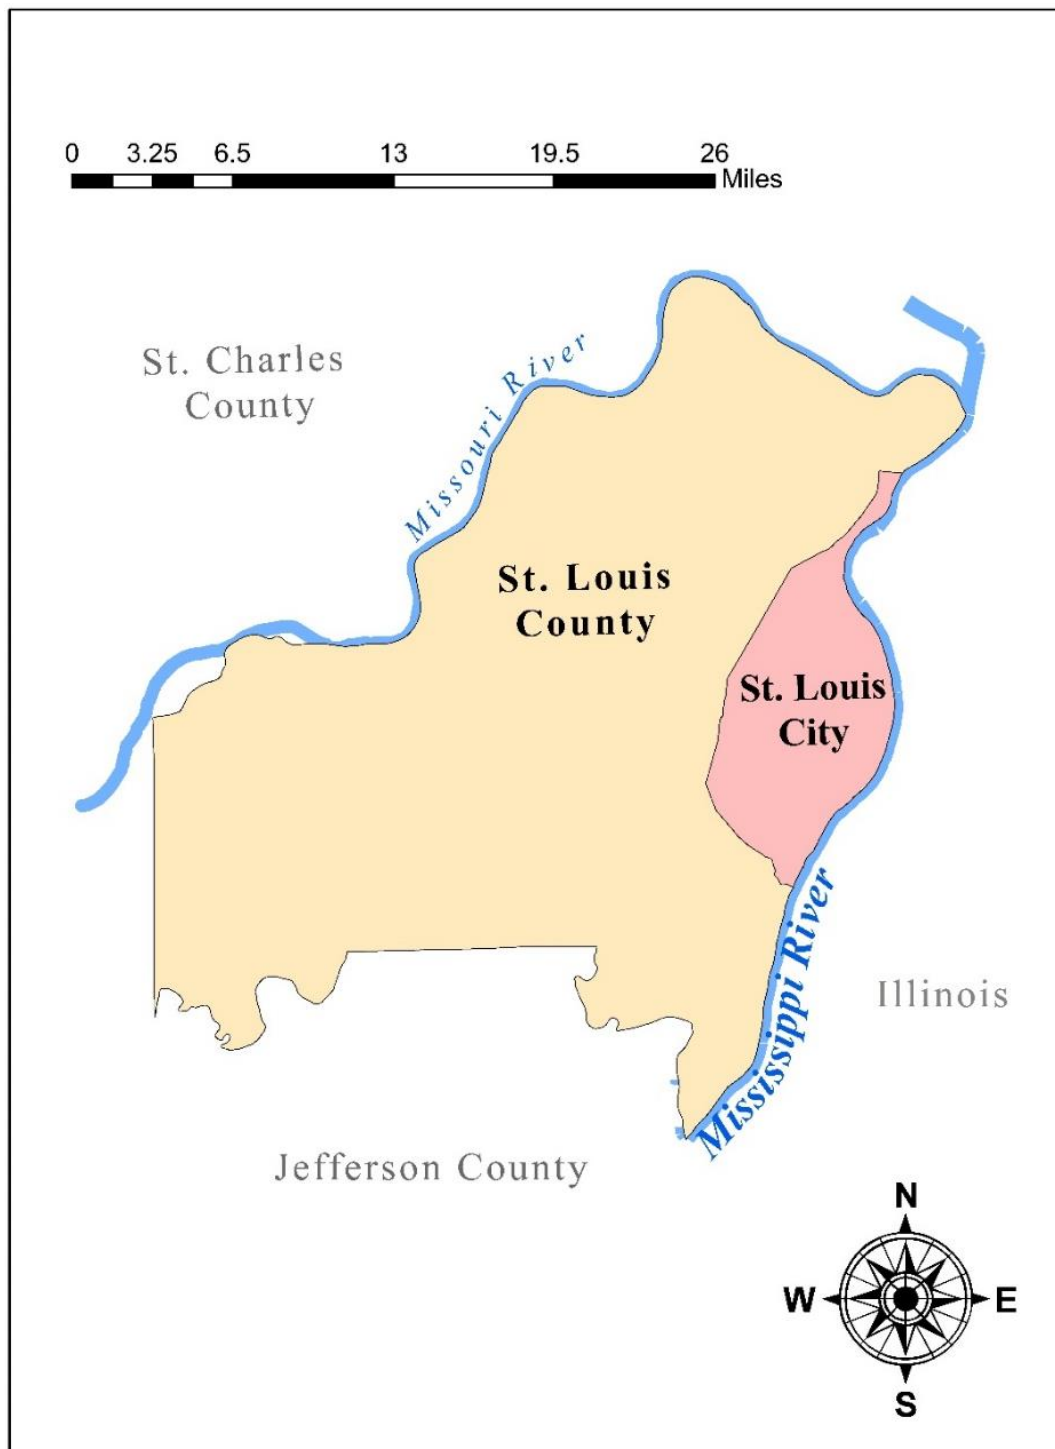 0 3.25 6.5 13 19.5 26
Miles
St. Charles
County
Missouri River
St. Louis
County
St. Louis
City
Mississippi River
Illinois
Jefferson County
N
W E
S